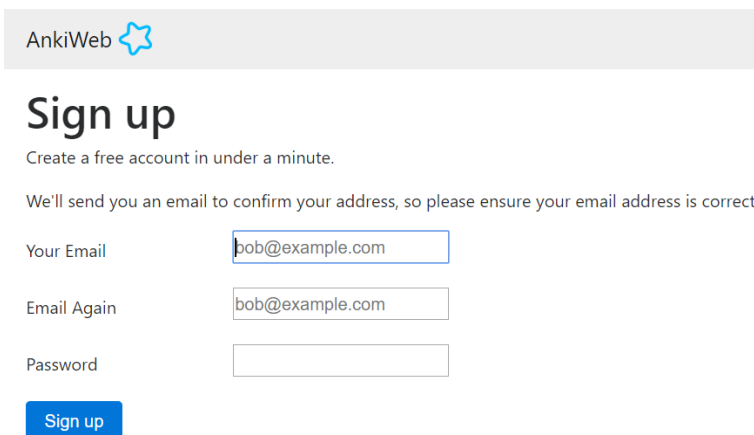 AnkiWeb
Sign up
Create a free account in under a minute.
We'll send you an email to confirm your address, so please ensure your email address is correct
Your Email bob@example.com
Email Again bob@example.com
Password
Sign up